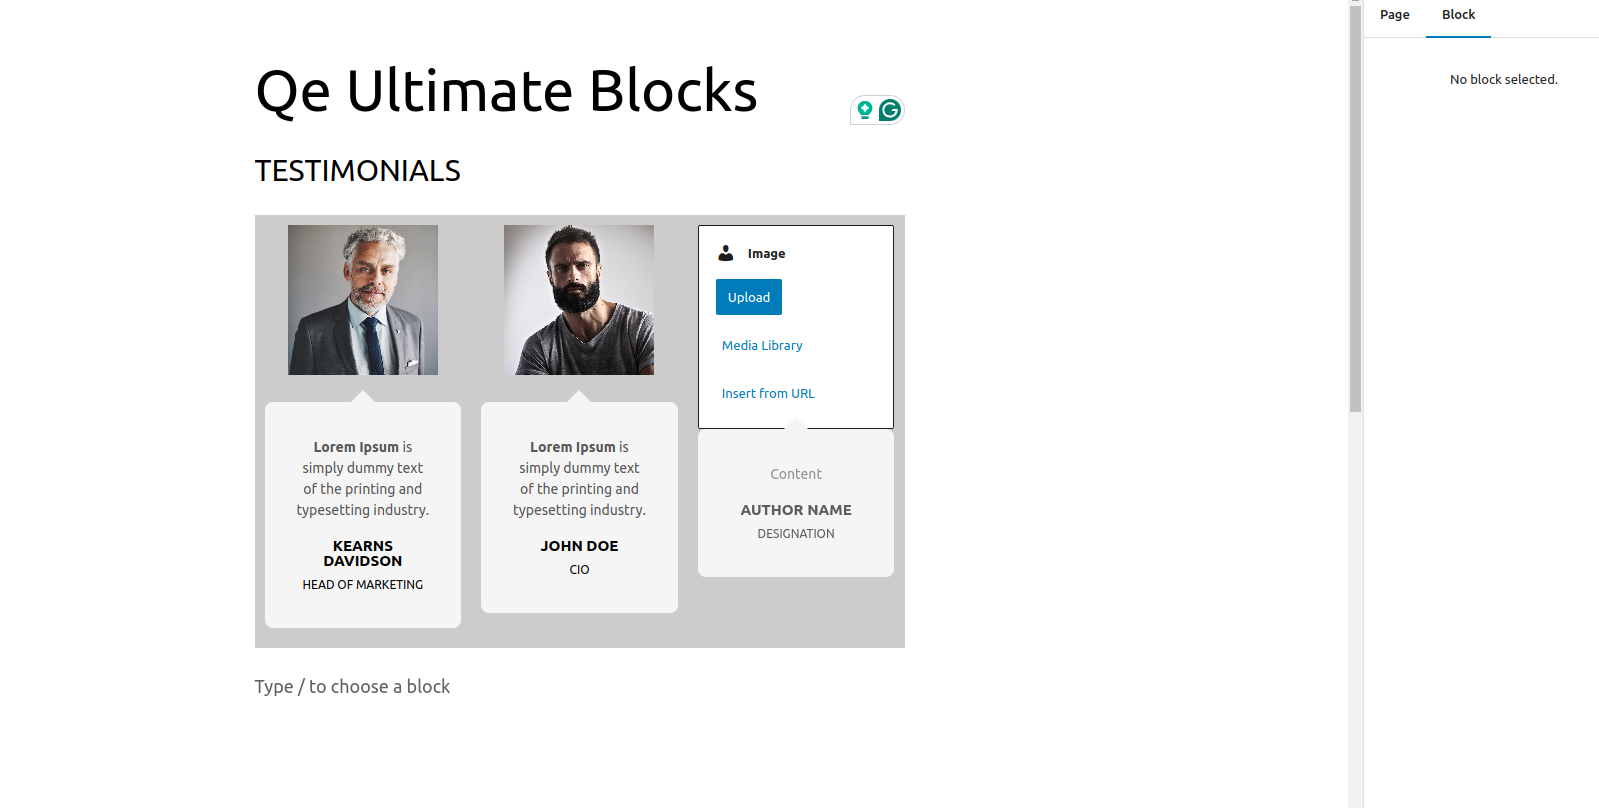 Page Block
No block selected.
Qe Ultimate Blocks
TESTIMONIALS
Image
Upload
Media Library
Insert from URL
Lorem Ipsum is
simply dummy text
of the printing and
typesetting industry.
KEARNS
DAVIDSON
HEAD OF MARKETING
Lorem Ipsum is
simply dummy text
of the printing and
typesetting industry.
JOHN DOE
CIO
Content
AUTHOR NAME
DESIGNATION
Type / to choose a block